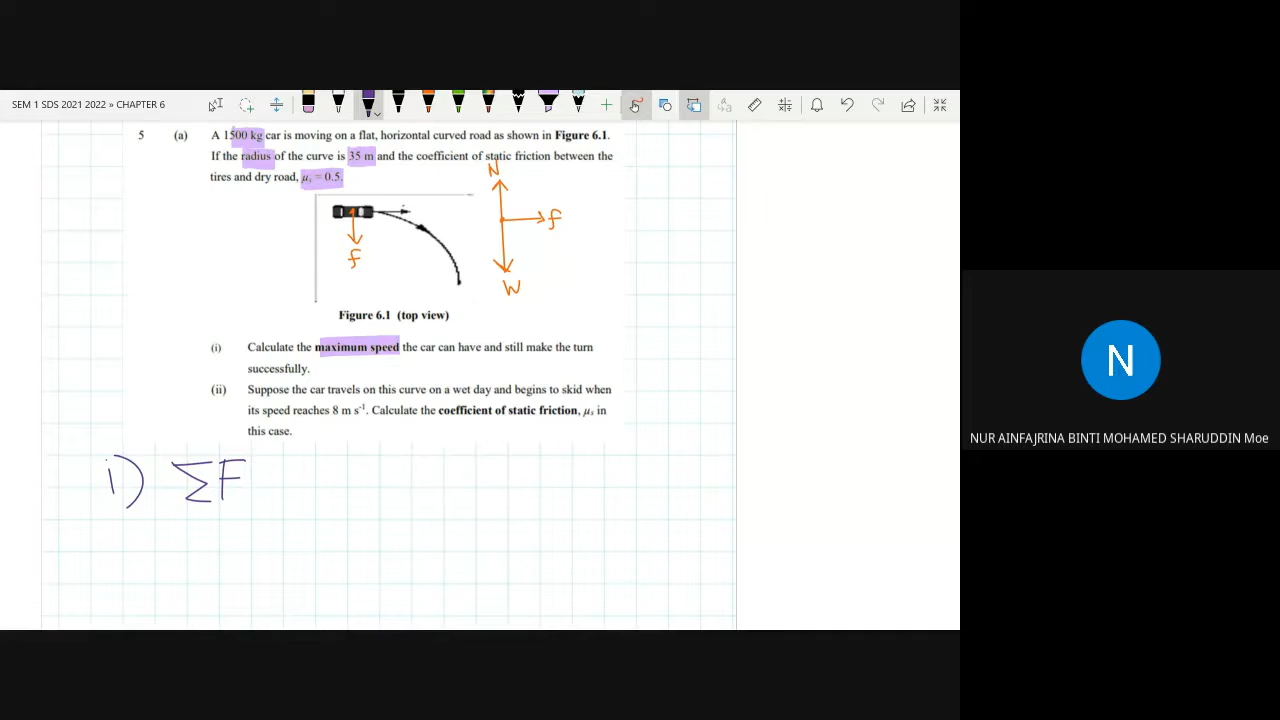 SEM 1 SDS 2021 2022 » CHAPTER 6
5 (a) A 1500 kg car is moving on a flat, horizontal curved road as shown in Figure 6.1.
If the radius of the curve is 35 m and the coefficient of static friction between the
tires and dry road, μs = 0.5.
N
f
f
W
Figure 6.1 (top view)
(i) Calculate the maximum speed the car can have and still make the turn
successfully.
(ii) Suppose the car travels on this curve on a wet day and begins to skid when
its speed reaches 8 m s⁻¹. Calculate the coefficient of static friction, μs in
this case.
i) ΣF
N
NUR AINFAJRINA BINTI MOHAMED SHARUDDIN Moe